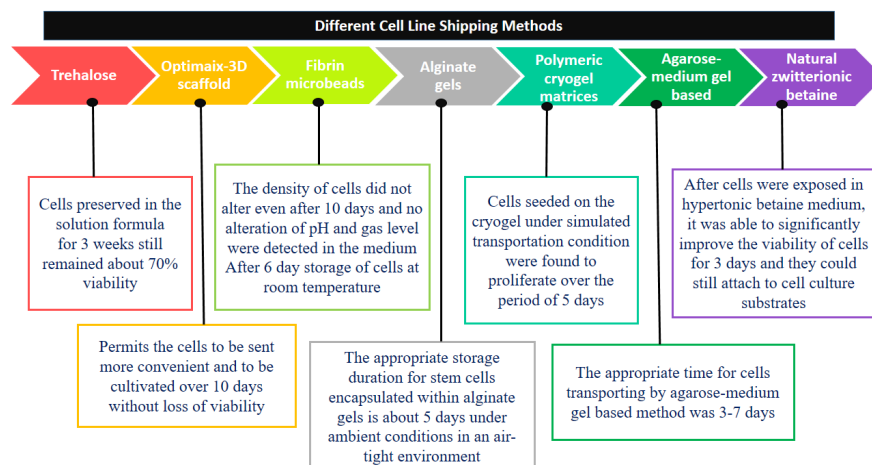 Different Cell Line Shipping Methods
Trehalose
Optimaix-3D
scaffold
Fibrin
microbeads
Alginate
gels
Polymeric
cryogel
matrices
Agarose-
medium gel
based
Natural
zwitterionic
betaine
Cells preserved in the
solution formula
for 3 weeks still
remained about 70%
viability
The density of cells did not
alter even after 10 days and no
alteration of pH and gas level
were detected in the medium
After 6 day storage of cells at
room temperature
Cells seeded on the
cryogel under simulated
transportation condition
were found to
proliferate over the
period of 5 days
After cells were exposed in
hypertonic betaine medium,
it was able to significantly
improve the viability of cells
for 3 days and they could
still attach to cell culture
substrates
Permits the cells to be sent
more convenient and to be
cultivated over 10 days
without loss of viability
The appropriate storage
duration for stem cells
encapsulated within alginate
gels is about 5 days under
ambient conditions in an air-
tight environment
The appropriate time for cells
transporting by agarose-medium
gel based method was 3-7 days